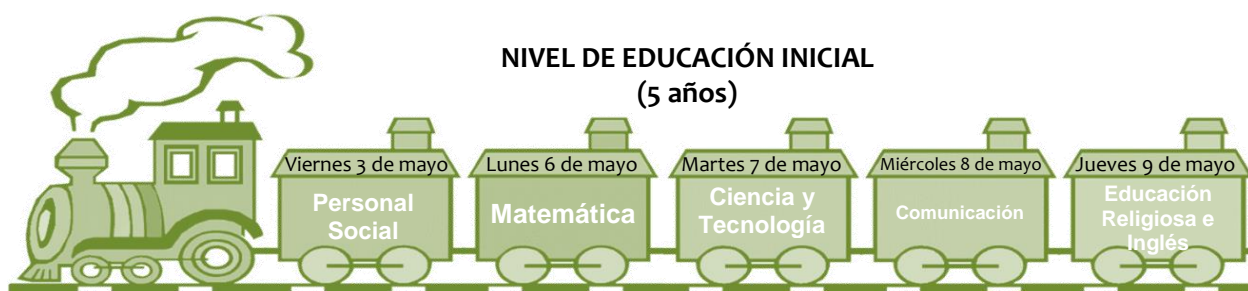 NIVEL DE EDUCACIÓN INICIAL
(5 años)
Viernes 3 de mayo
Personal
Social
Lunes 6 de mayo
Matemática
Martes 7 de mayo
Ciencia y
Tecnología
Miércoles 8 de mayo
Comunicación
Jueves 9 de mayo
Educación
Religiosa e
Inglés